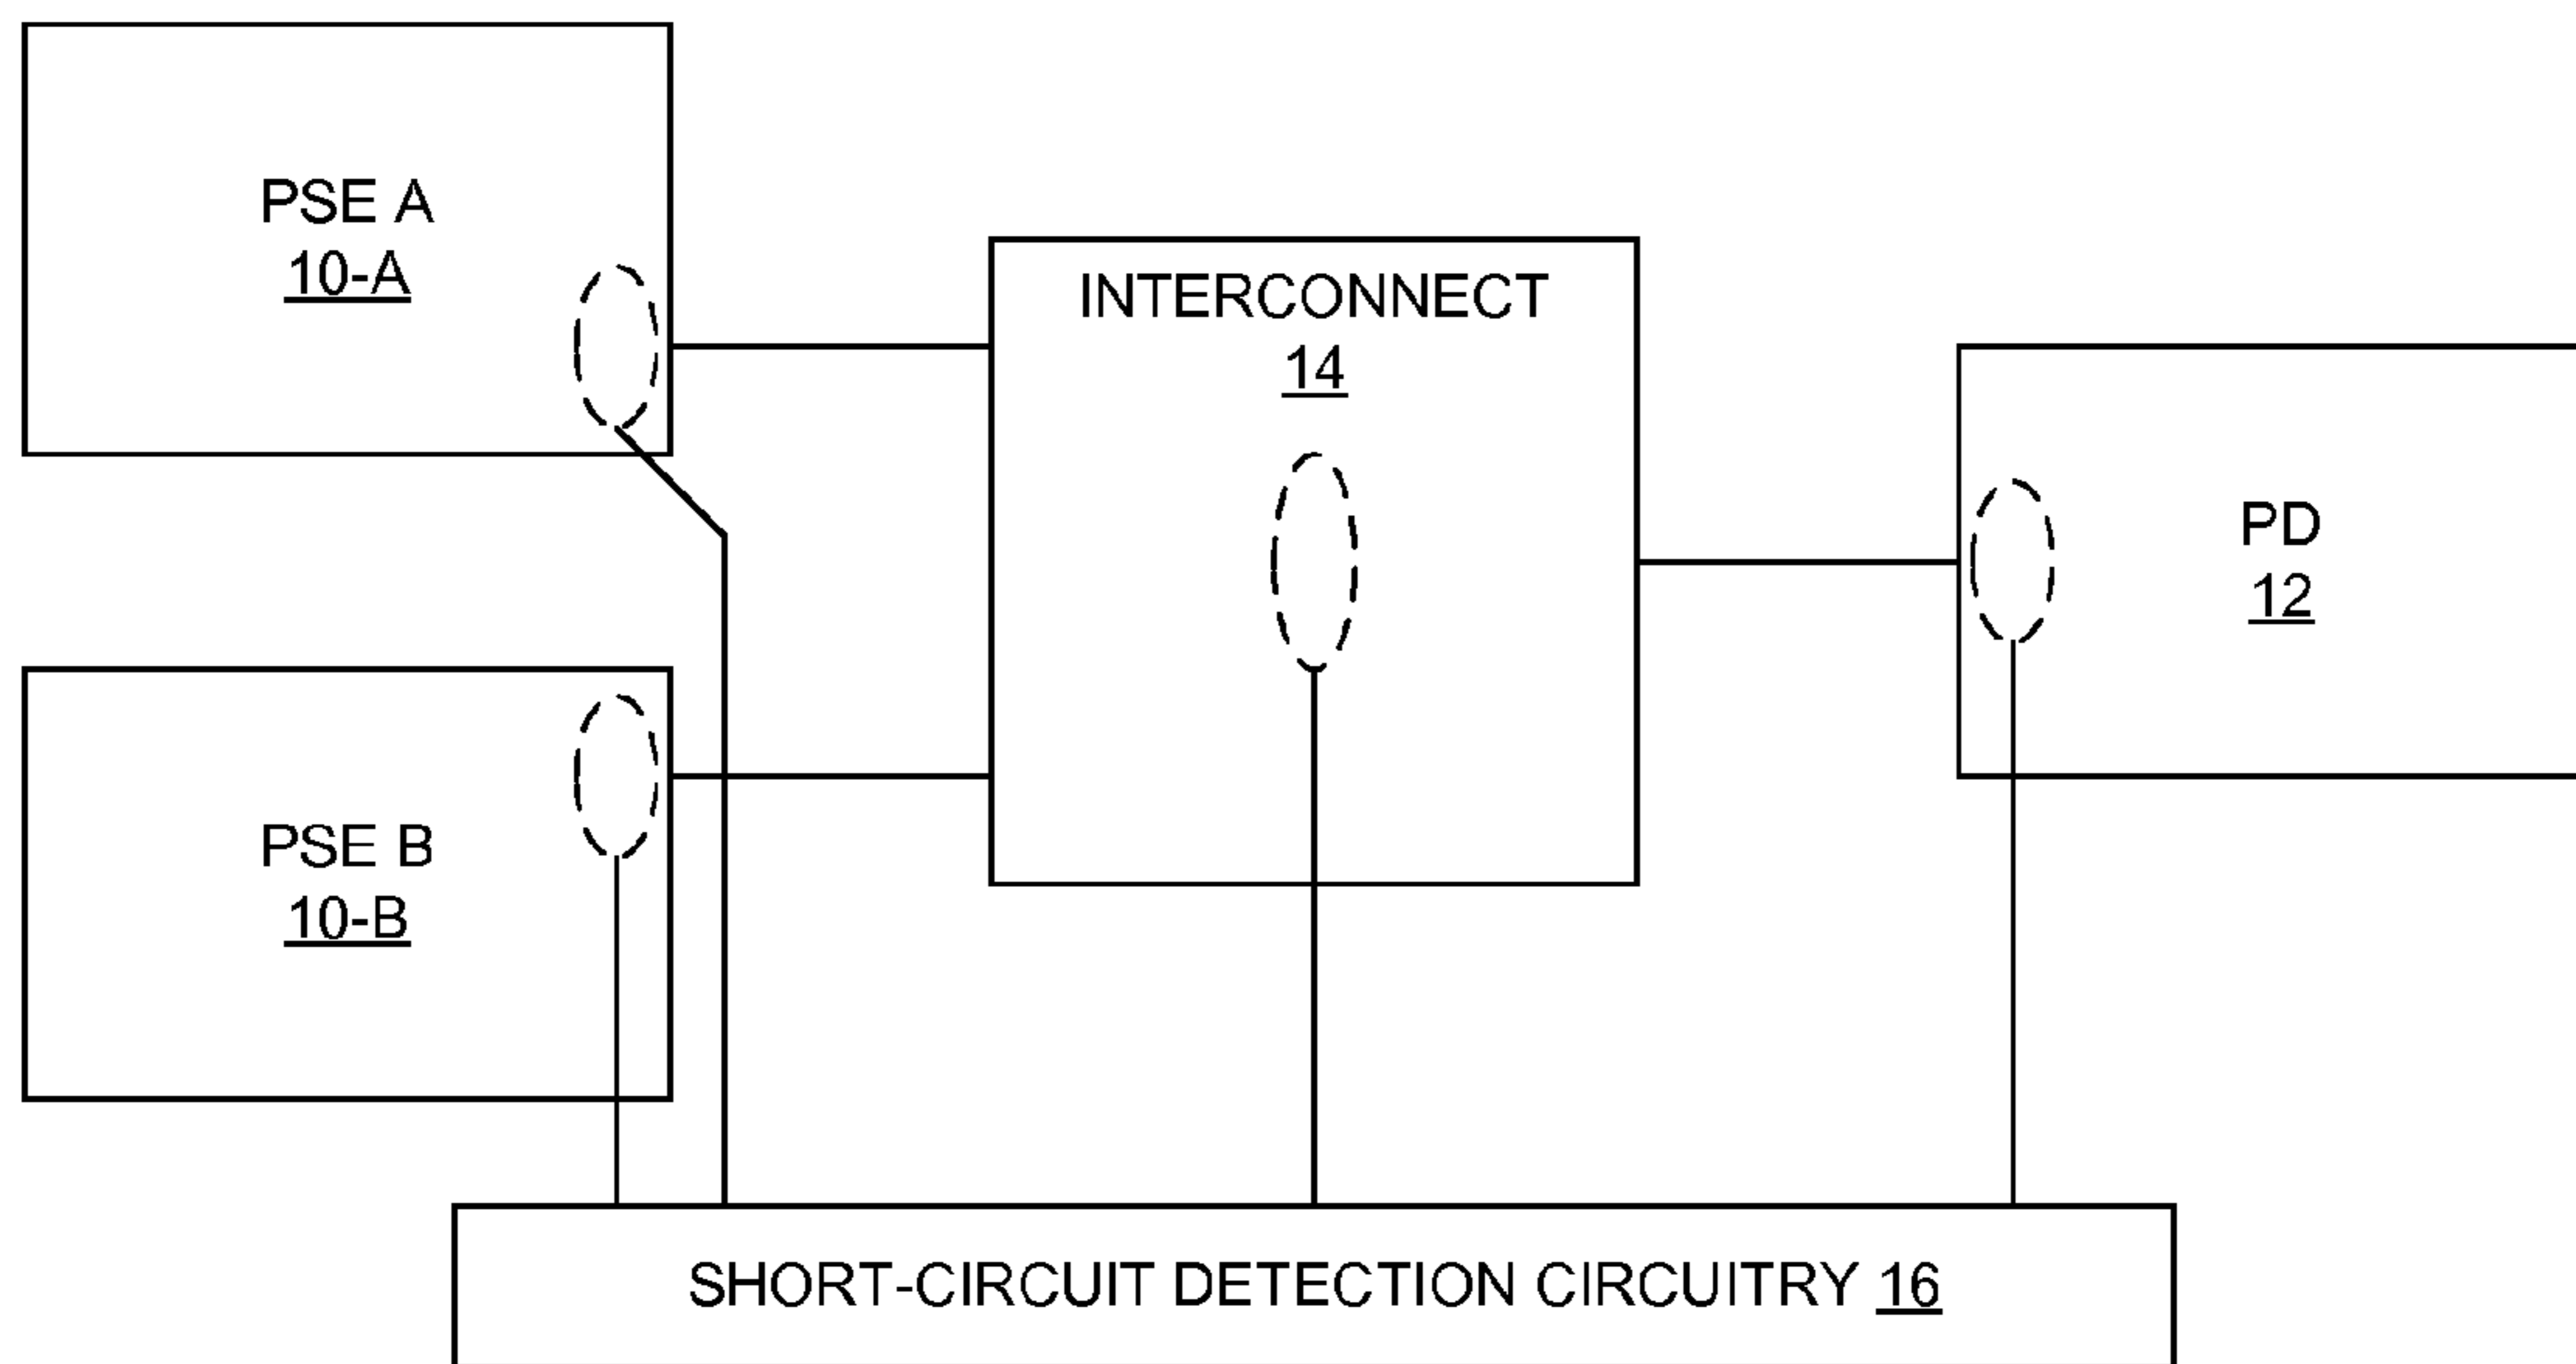 PSE A
10-A
INTERCONNECT
14
PD
12
PSE B
10-B
SHORT-CIRCUIT DETECTION CIRCUITRY 16